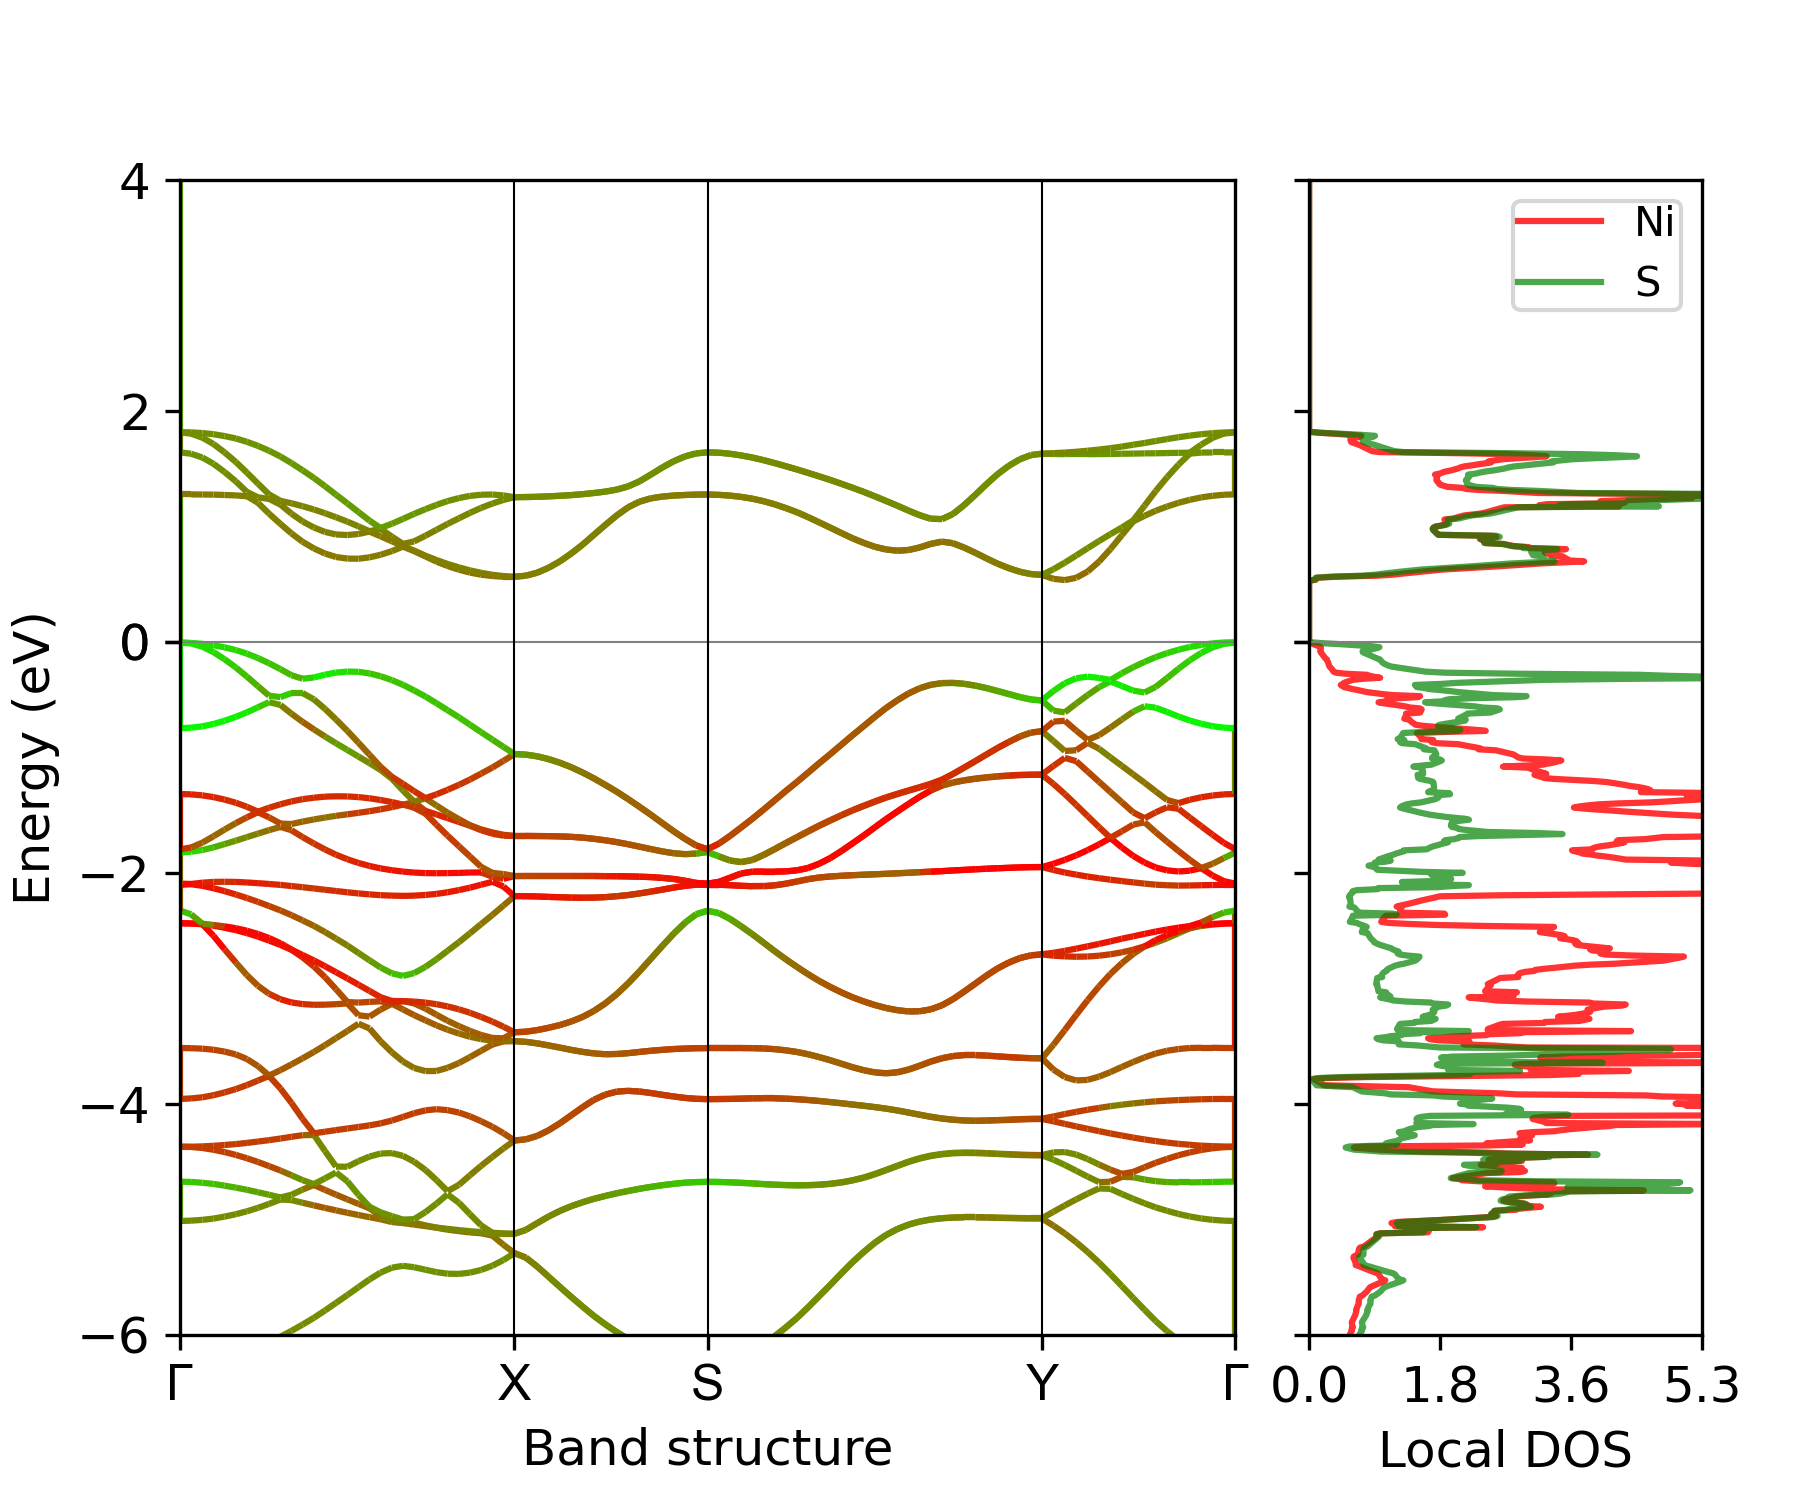 4
2
0
−2
−4
−6
Energy (eV)
Γ X S Y Γ
Band structure
Ni
S
0.0 1.8 3.6 5.3
Local DOS